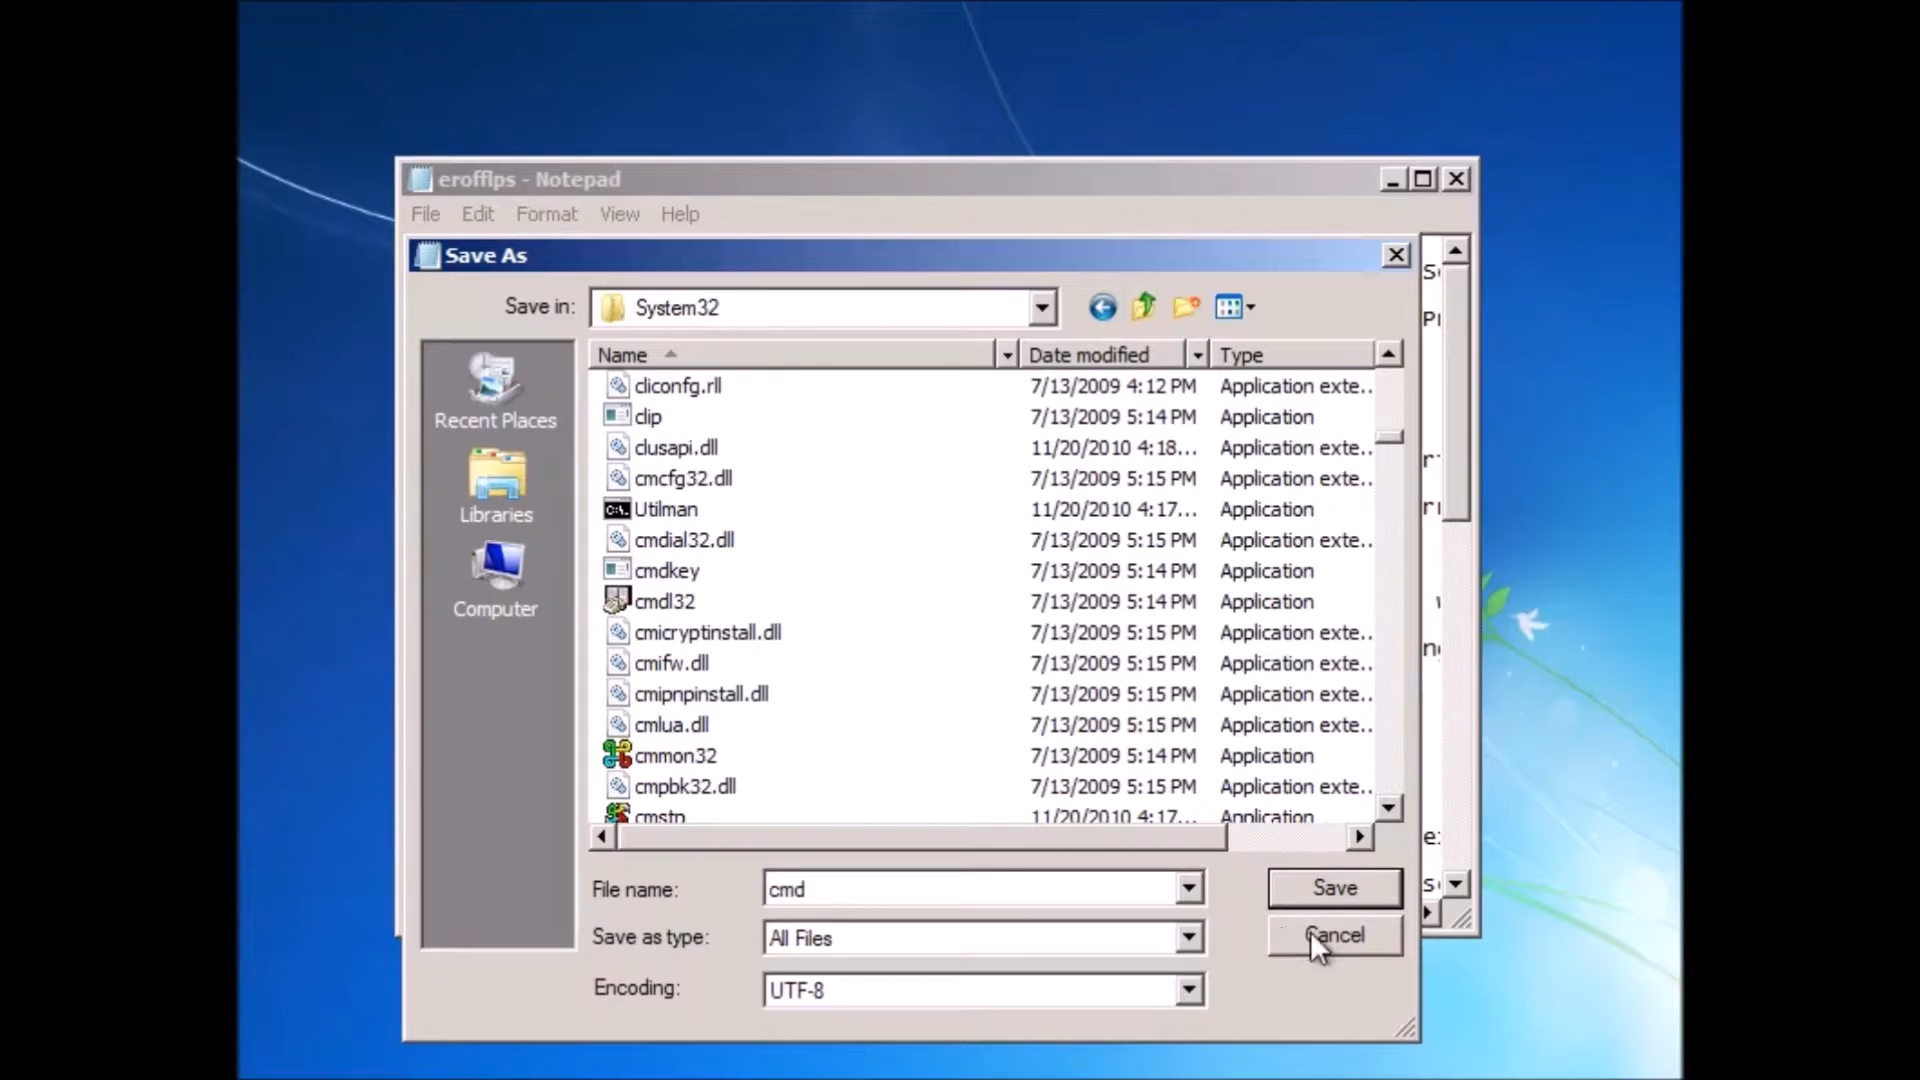 erofflps - Notepad
File Edit Format View Help
Save As
Save in: System32
Name Date modified Type
cliconfg.rll 7/13/2009 4:12 PM Application exte...
clip 7/13/2009 5:14 PM Application
clusapi.dll 11/20/2010 4:18... Application exte...
cmcfg32.dll 7/13/2009 5:15 PM Application exte...
Utilman 11/20/2010 4:17... Application
cmdial32.dll 7/13/2009 5:15 PM Application exte...
cmdkey 7/13/2009 5:14 PM Application
cmdl32 7/13/2009 5:14 PM Application
cmicryptinstall.dll 7/13/2009 5:15 PM Application exte...
cmifw.dll 7/13/2009 5:15 PM Application exte...
cmipnpinstall.dll 7/13/2009 5:15 PM Application exte...
cmlua.dll 7/13/2009 5:15 PM Application exte...
cmmon32 7/13/2009 5:14 PM Application
cmpbk32.dll 7/13/2009 5:15 PM Application exte...
cmstp 11/20/2010 4:17... Application
Recent Places
Libraries
Computer
File name: cmd Save
Save as type: All Files Cancel
Encoding: UTF-8